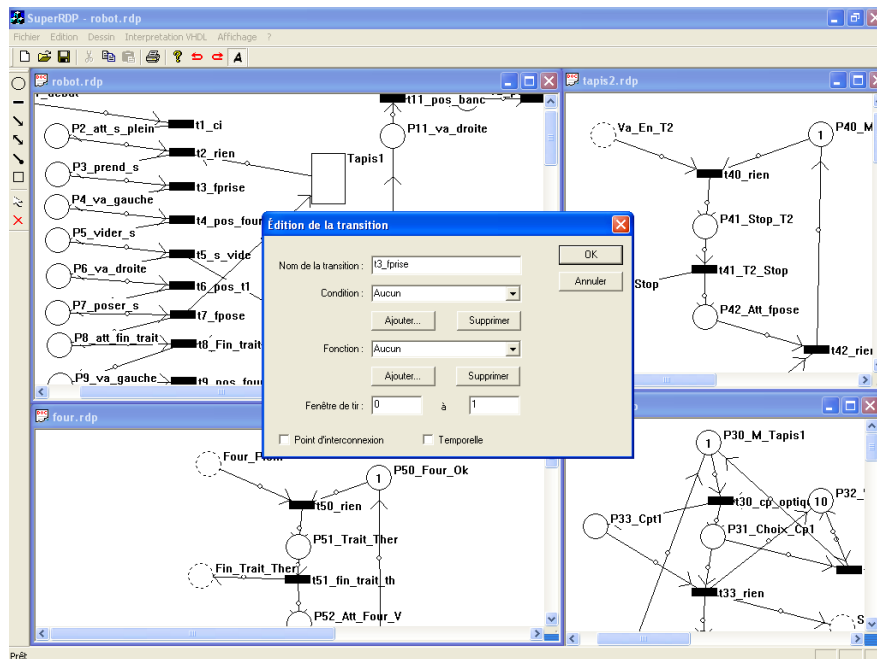 SuperRDP - robot.rdp
Fichier Edition Dessin Interpretation VHDL Affichage ?
A
robot.rdp
t1_ci
P2_att_s_plein
t2_rien
P3_prend_s
t3_fprise
P4_va_gauche
t4_pos_four
P5_vider_s
t5_s_vide
P6_va_droite
t6_pos_t1
P7_poser_s
t7_fpose
P8_att_fin_trait
t8_Fin_trait
P9_va_gauche
t9_pos_four
t11_pos_banc
P11_va_droite
Tapis1
tapis2.rdp
Va_En_T2
1
P40_M
t40_rien
P41_Stop_T2
t41_T2_Stop
Stop
P42_Att_fpose
t42_rien
Édition de la transition
Nom de la transition : t3_fprise
OK
Condition : Aucun
Annuler
Ajouter... Supprimer
Fonction : Aucun
Ajouter... Supprimer
Fenêtre de tir : 0 à 1
Point d'interconnexion Temporelle
four.rdp
1
P50_Four_Ok
t50_rien
P51_Trait_Ther
Fin_Trait_Ther
t51_fin_trait_th
P52_Att_Four_V
1
P30_M_Tapis1
t30_cp_optiq
10
P32_
P33_Cpt1
P31_Choix_Cp1
t33_rien
S
Prêt